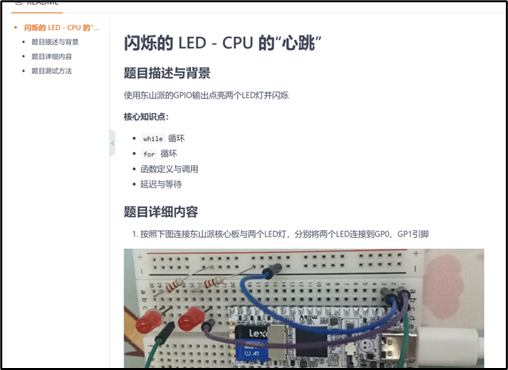 README
闪烁的 LED - CPU 的“...
题目描述与背景
题目详细内容
题目测试方法
闪烁的 LED - CPU 的“心跳”
题目描述与背景
使用东山派的GPIO输出点亮两个LED灯并闪烁
核心知识点：
while 循环
for 循环
函数定义与调用
延迟与等待
题目详细内容
1. 按照下图连接东山派核心板与两个LED灯，分别将两个LED连接到GP0、GP1引脚